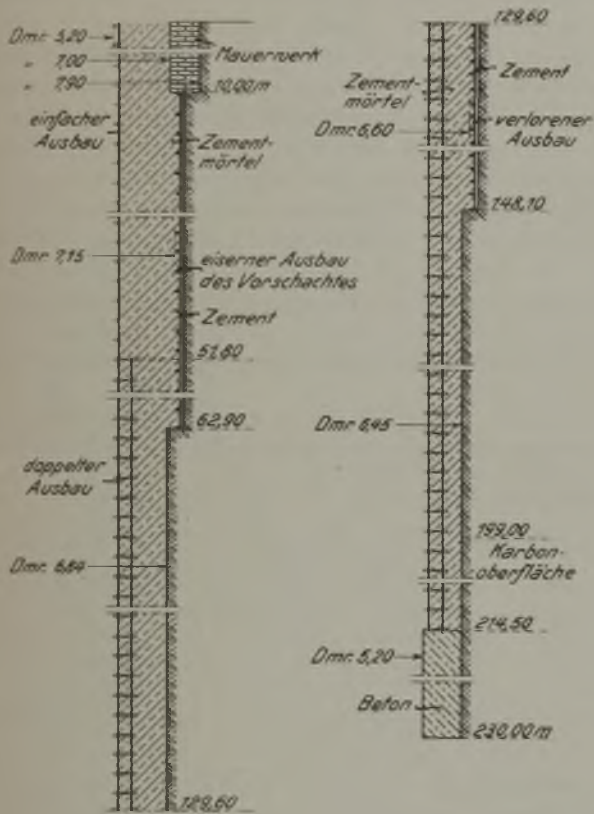 Dmr. 5,20
" 7,00
" 7,90
Mauerwerk
10,00m
einfacher
Ausbau
Zement-
mörtel
Dmr. 7,15
eiserner Ausbau
des Vorschachtes
Zement
51,60
62,90
doppelter
Ausbau
Dmr. 6,84
129,60
129,60
Zement-
mörtel
Zement
Dmr. 6,60
verlorener
Ausbau
148,10
Dmr. 6,45
199,00
Karbon-
oberfläche
214,50
Dmr. 5,20
Beton
230,00m